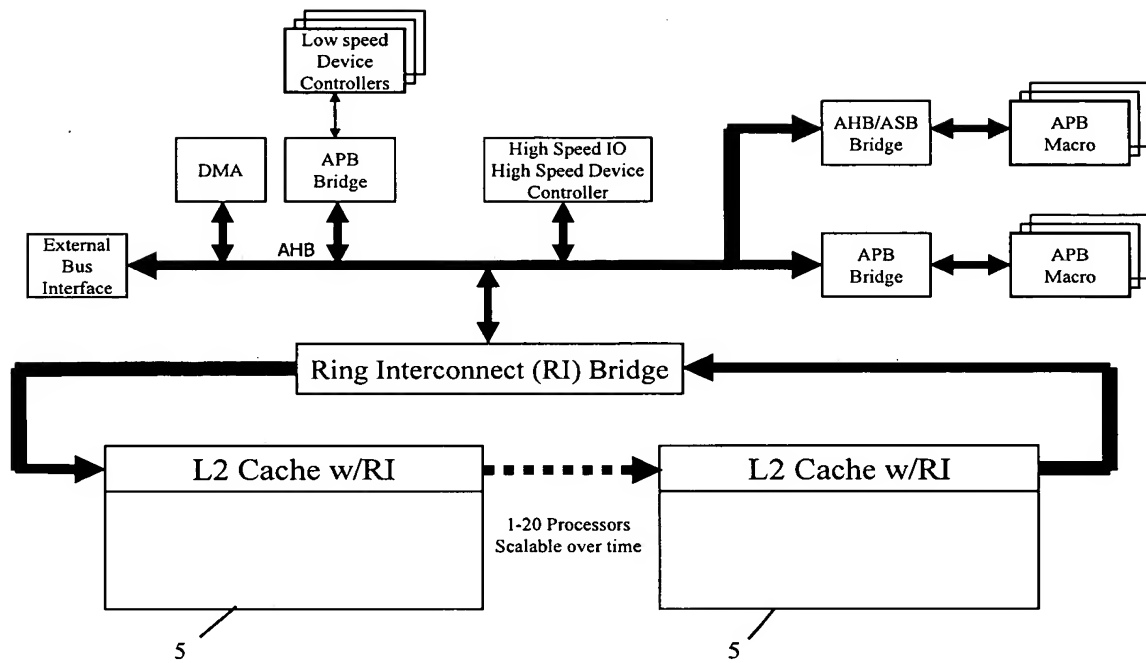 Low speed
Device
Controllers
DMA
APB
Bridge
High Speed IO
High Speed Device
Controller
AHB/ASB
Bridge
APB
Macro
External
Bus
Interface
AHB
APB
Bridge
APB
Macro
Ring Interconnect (RI) Bridge
L2 Cache w/RI
L2 Cache w/RI
1-20 Processors
Scalable over time
5
5